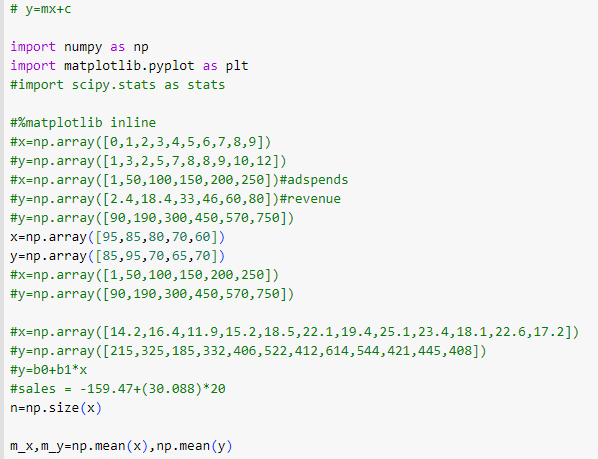 # y=mx+c
import numpy as np
import matplotlib.pyplot as plt
#import scipy.stats as stats
#%matplotlib inline
#x=np.array([0,1,2,3,4,5,6,7,8,9])
#y=np.array([1,3,2,5,7,8,8,9,10,12])
#x=np.array([1,50,100,150,200,250])#adspends
#y=np.array([2.4,18.4,33,46,60,80])#revenue
#y=np.array([90,190,300,450,570,750])
x=np.array([95,85,80,70,60])
y=np.array([85,95,70,65,70])
#x=np.array([1,50,100,150,200,250])
#y=np.array([90,190,300,450,570,750])
#x=np.array([14.2,16.4,11.9,15.2,18.5,22.1,19.4,25.1,23.4,18.1,22.6,17.2])
#y=np.array([215,325,185,332,406,522,412,614,544,421,445,408])
#y=b0+b1*x
#sales = -159.47+(30.088)*20
n=np.size(x)
m_x,m_y=np.mean(x),np.mean(y)